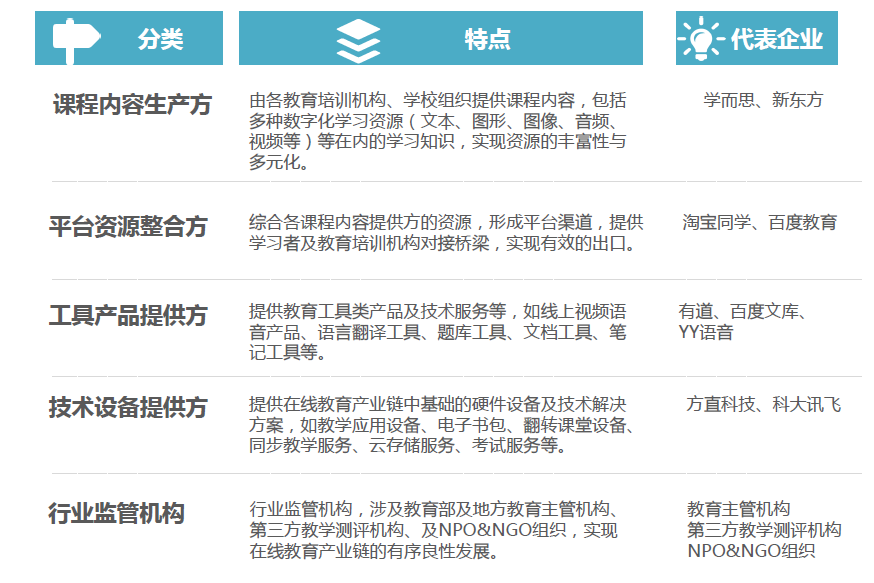 分类
特点
代表企业
课程内容生产方
由各教育培训机构、学校组织提供课程内容，包括
多种数字化学习资源（文本、图形、图像、音频、
视频等）等在内的学习知识，实现资源的丰富性与
多元化。
学而思、新东方
平台资源整合方
综合各课程内容提供方的资源，形成平台渠道，提供
学习者及教育培训机构对接桥梁，实现有效的出口。
淘宝同学、百度教育
工具产品提供方
提供教育工具类产品及技术服务等，如线上视频语
音产品、语言翻译工具、题库工具、文档工具、笔
记工具等。
有道、百度文库、
YY语音
技术设备提供方
提供在线教育产业链中基础的硬件设备及技术解决
方案，如教学应用设备、电子书包、翻转课堂设备、
同步教学服务、云存储服务、考试服务等。
方直科技、科大讯飞
行业监管机构
行业监管机构，涉及教育部及地方教育主管机构、
第三方教学测评机构、及NPO&NGO组织，实现
在线教育产业链的有序良性发展。
教育主管机构
第三方教学测评机构
NPO&NGO组织